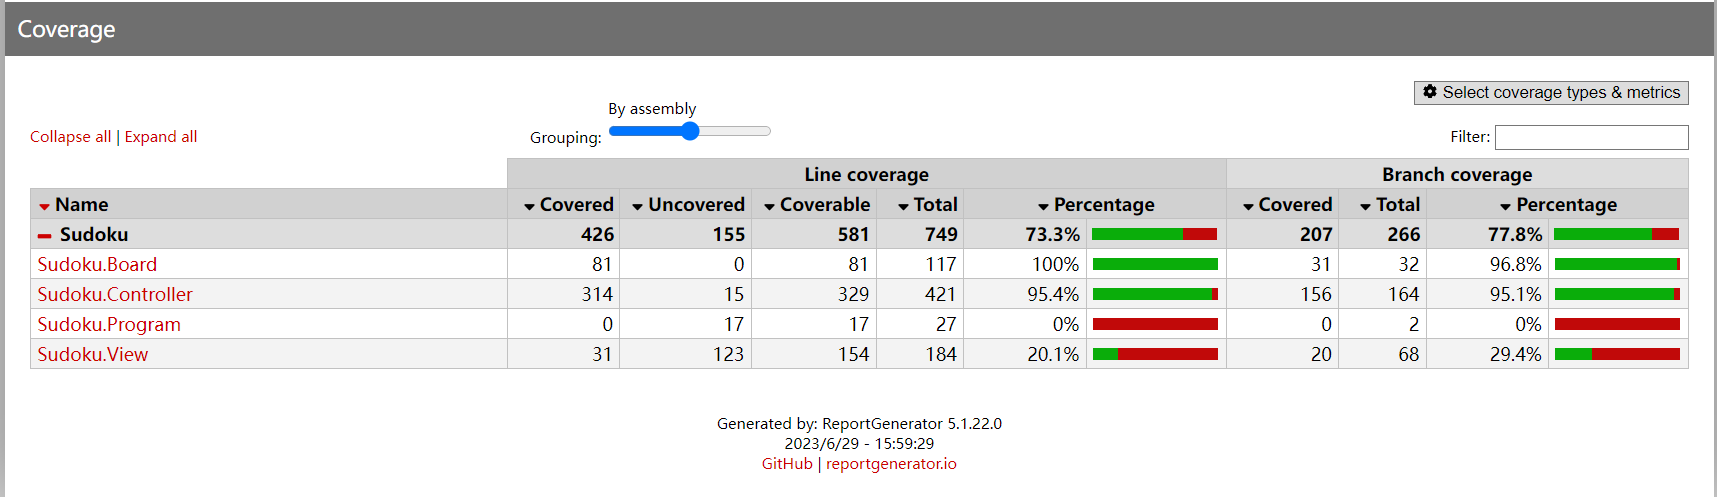 Coverage
Select coverage types & metrics
By assembly
Collapse all | Expand all
Grouping:
Filter:
Line coverage Branch coverage
Name Covered Uncovered Coverable Total Percentage Covered Total Percentage
Sudoku 426 155 581 749 73.3% 207 266 77.8%
Sudoku.Board 81 0 81 117 100% 31 32 96.8%
Sudoku.Controller 314 15 329 421 95.4% 156 164 95.1%
Sudoku.Program 0 17 17 27 0% 0 2 0%
Sudoku.View 31 123 154 184 20.1% 20 68 29.4%
Generated by: ReportGenerator 5.1.22.0
2023/6/29 - 15:59:29
GitHub | reportgenerator.io